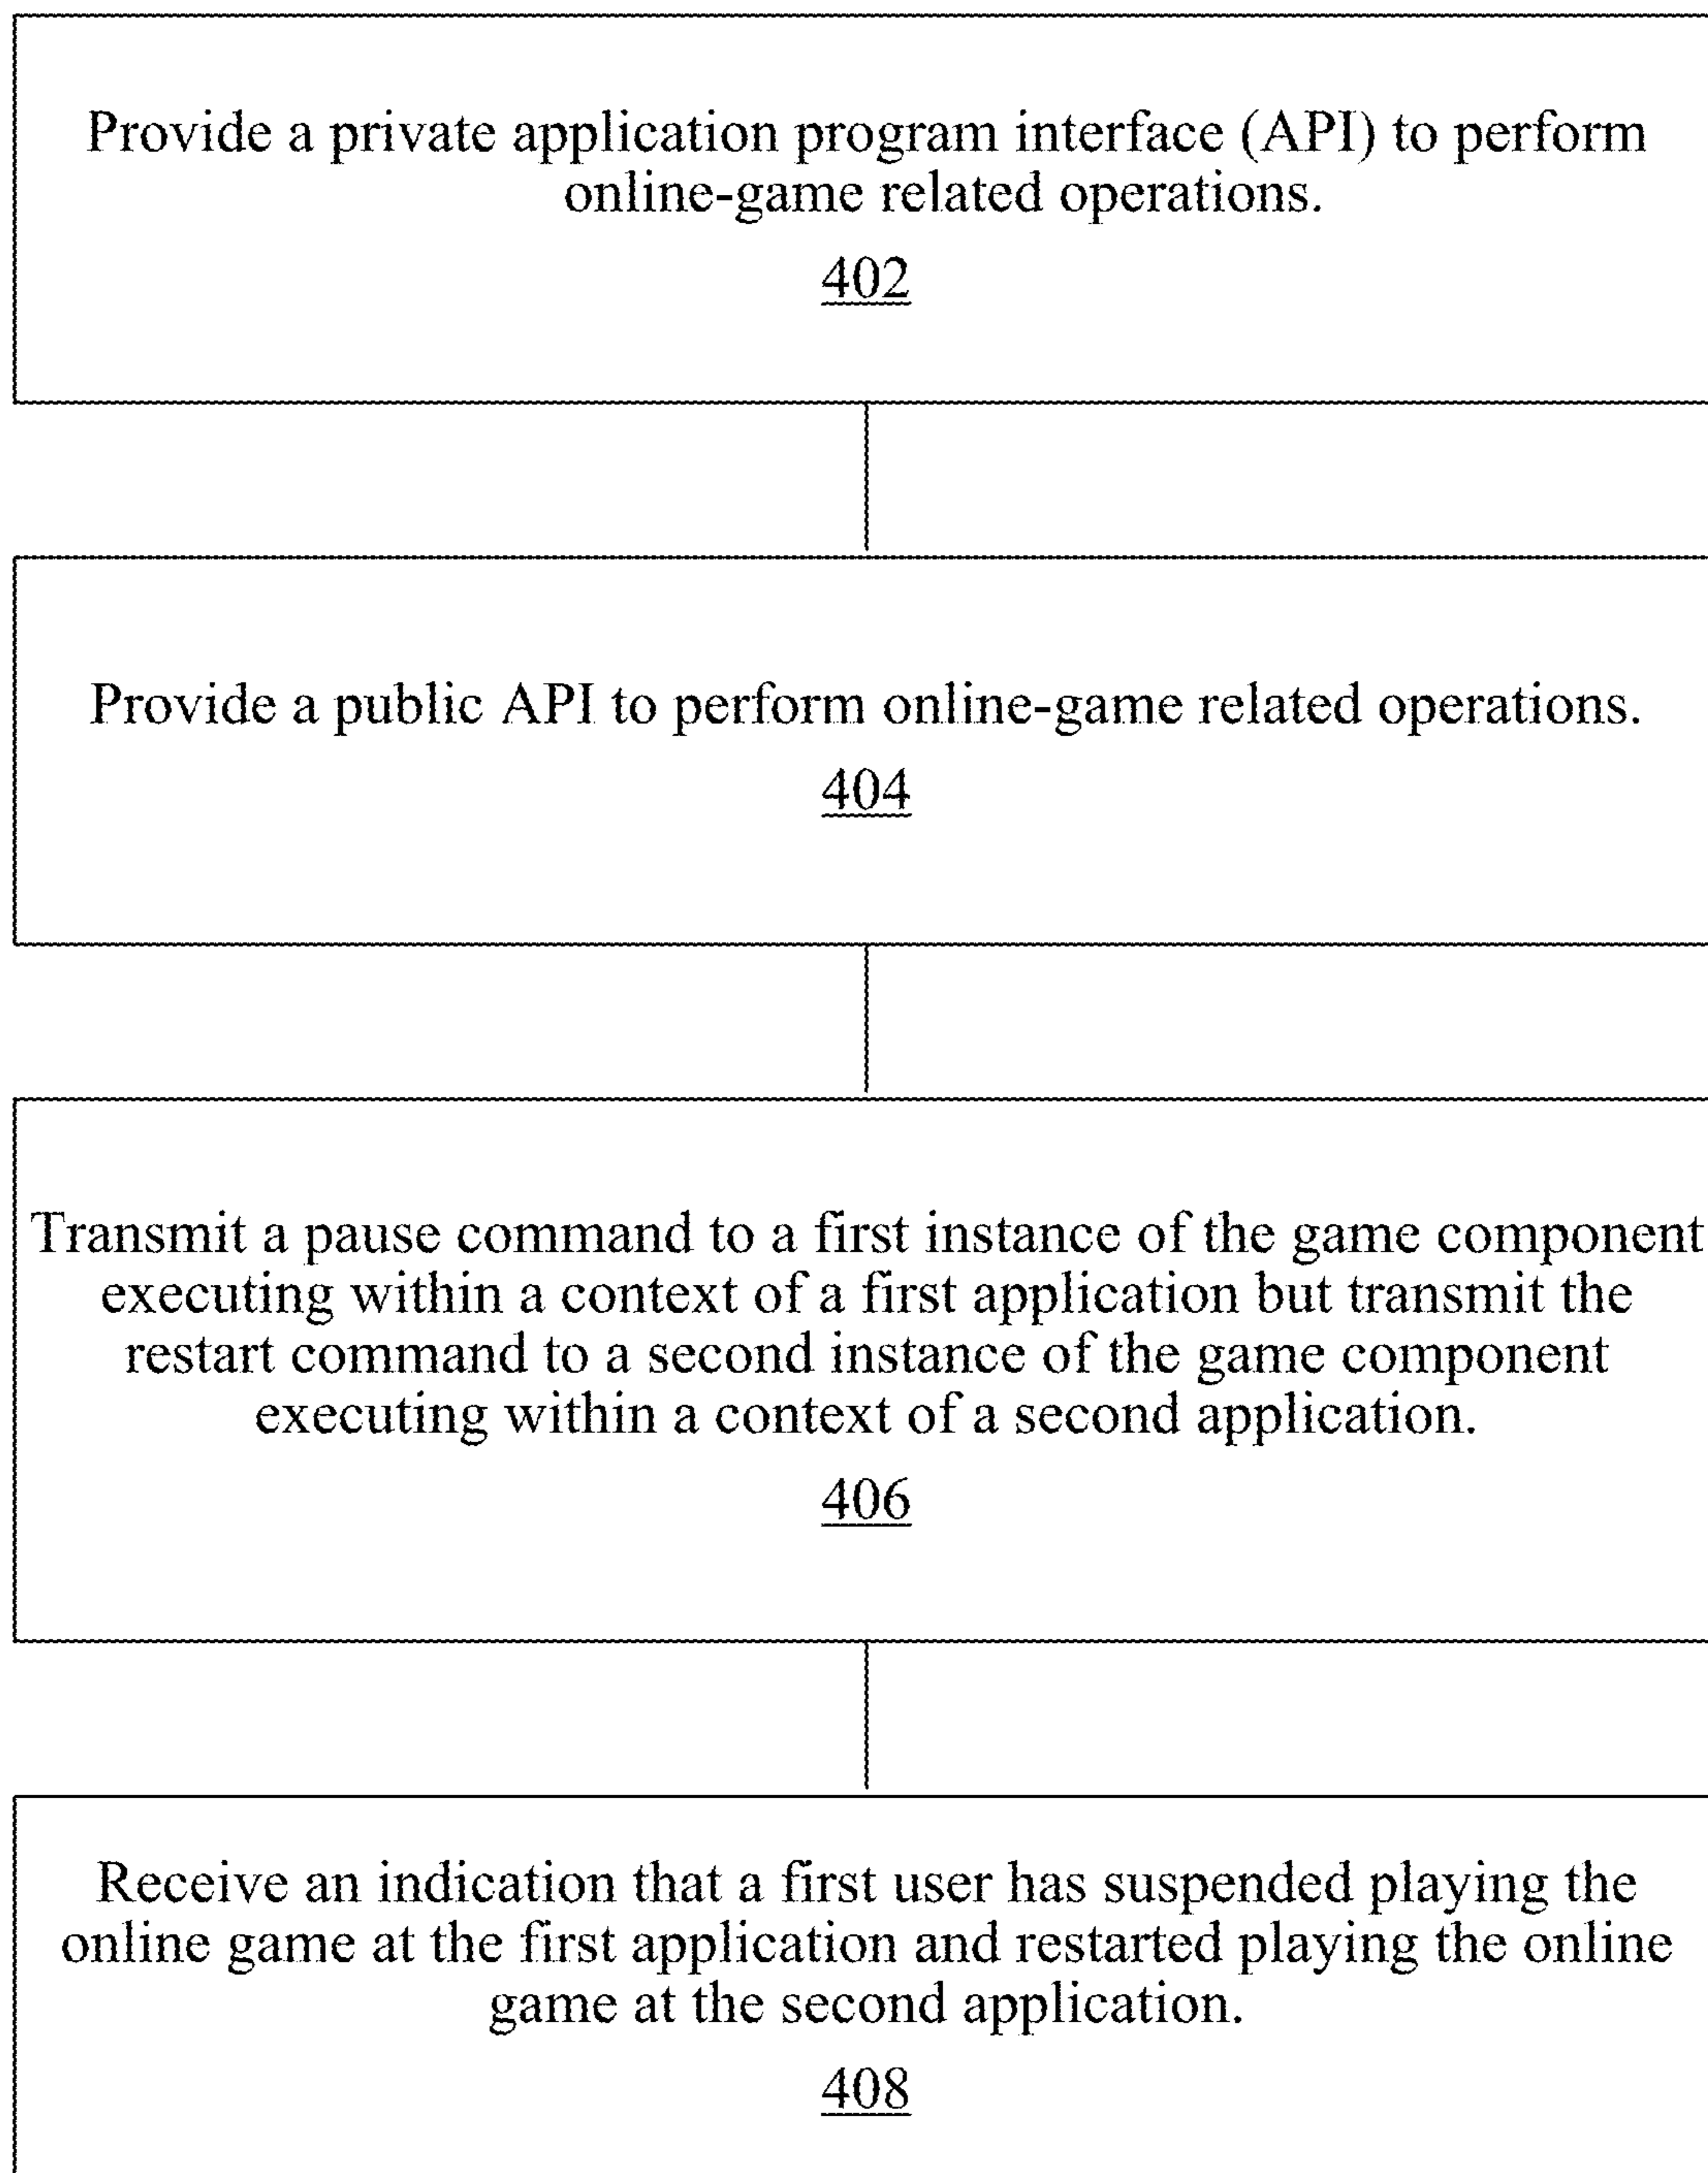 Provide a private application program interface (API) to perform
online-game related operations.
402
Provide a public API to perform online-game related operations.
404
Transmit a pause command to a first instance of the game component
executing within a context of a first application but transmit the
restart command to a second instance of the game component
executing within a context of a second application.
406
Receive an indication that a first user has suspended playing the
online game at the first application and restarted playing the online
game at the second application.
408